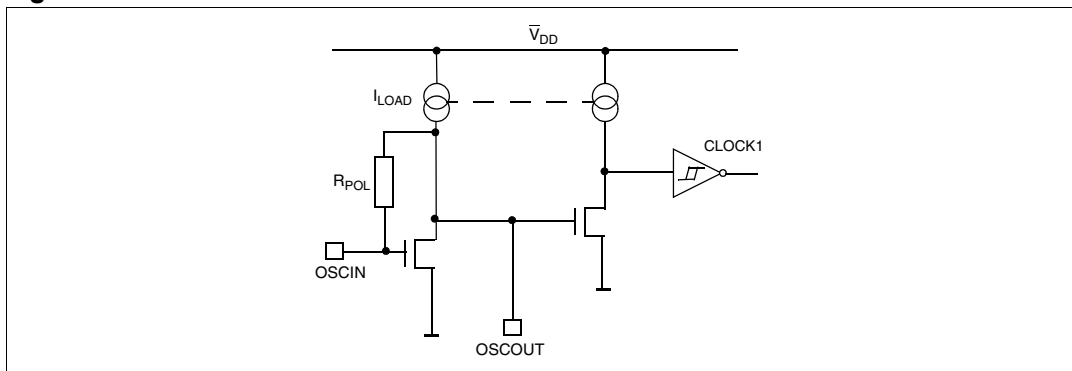 V̅DD
ILOAD
CLOCK1
RPOL
OSCIN
OSCOUT